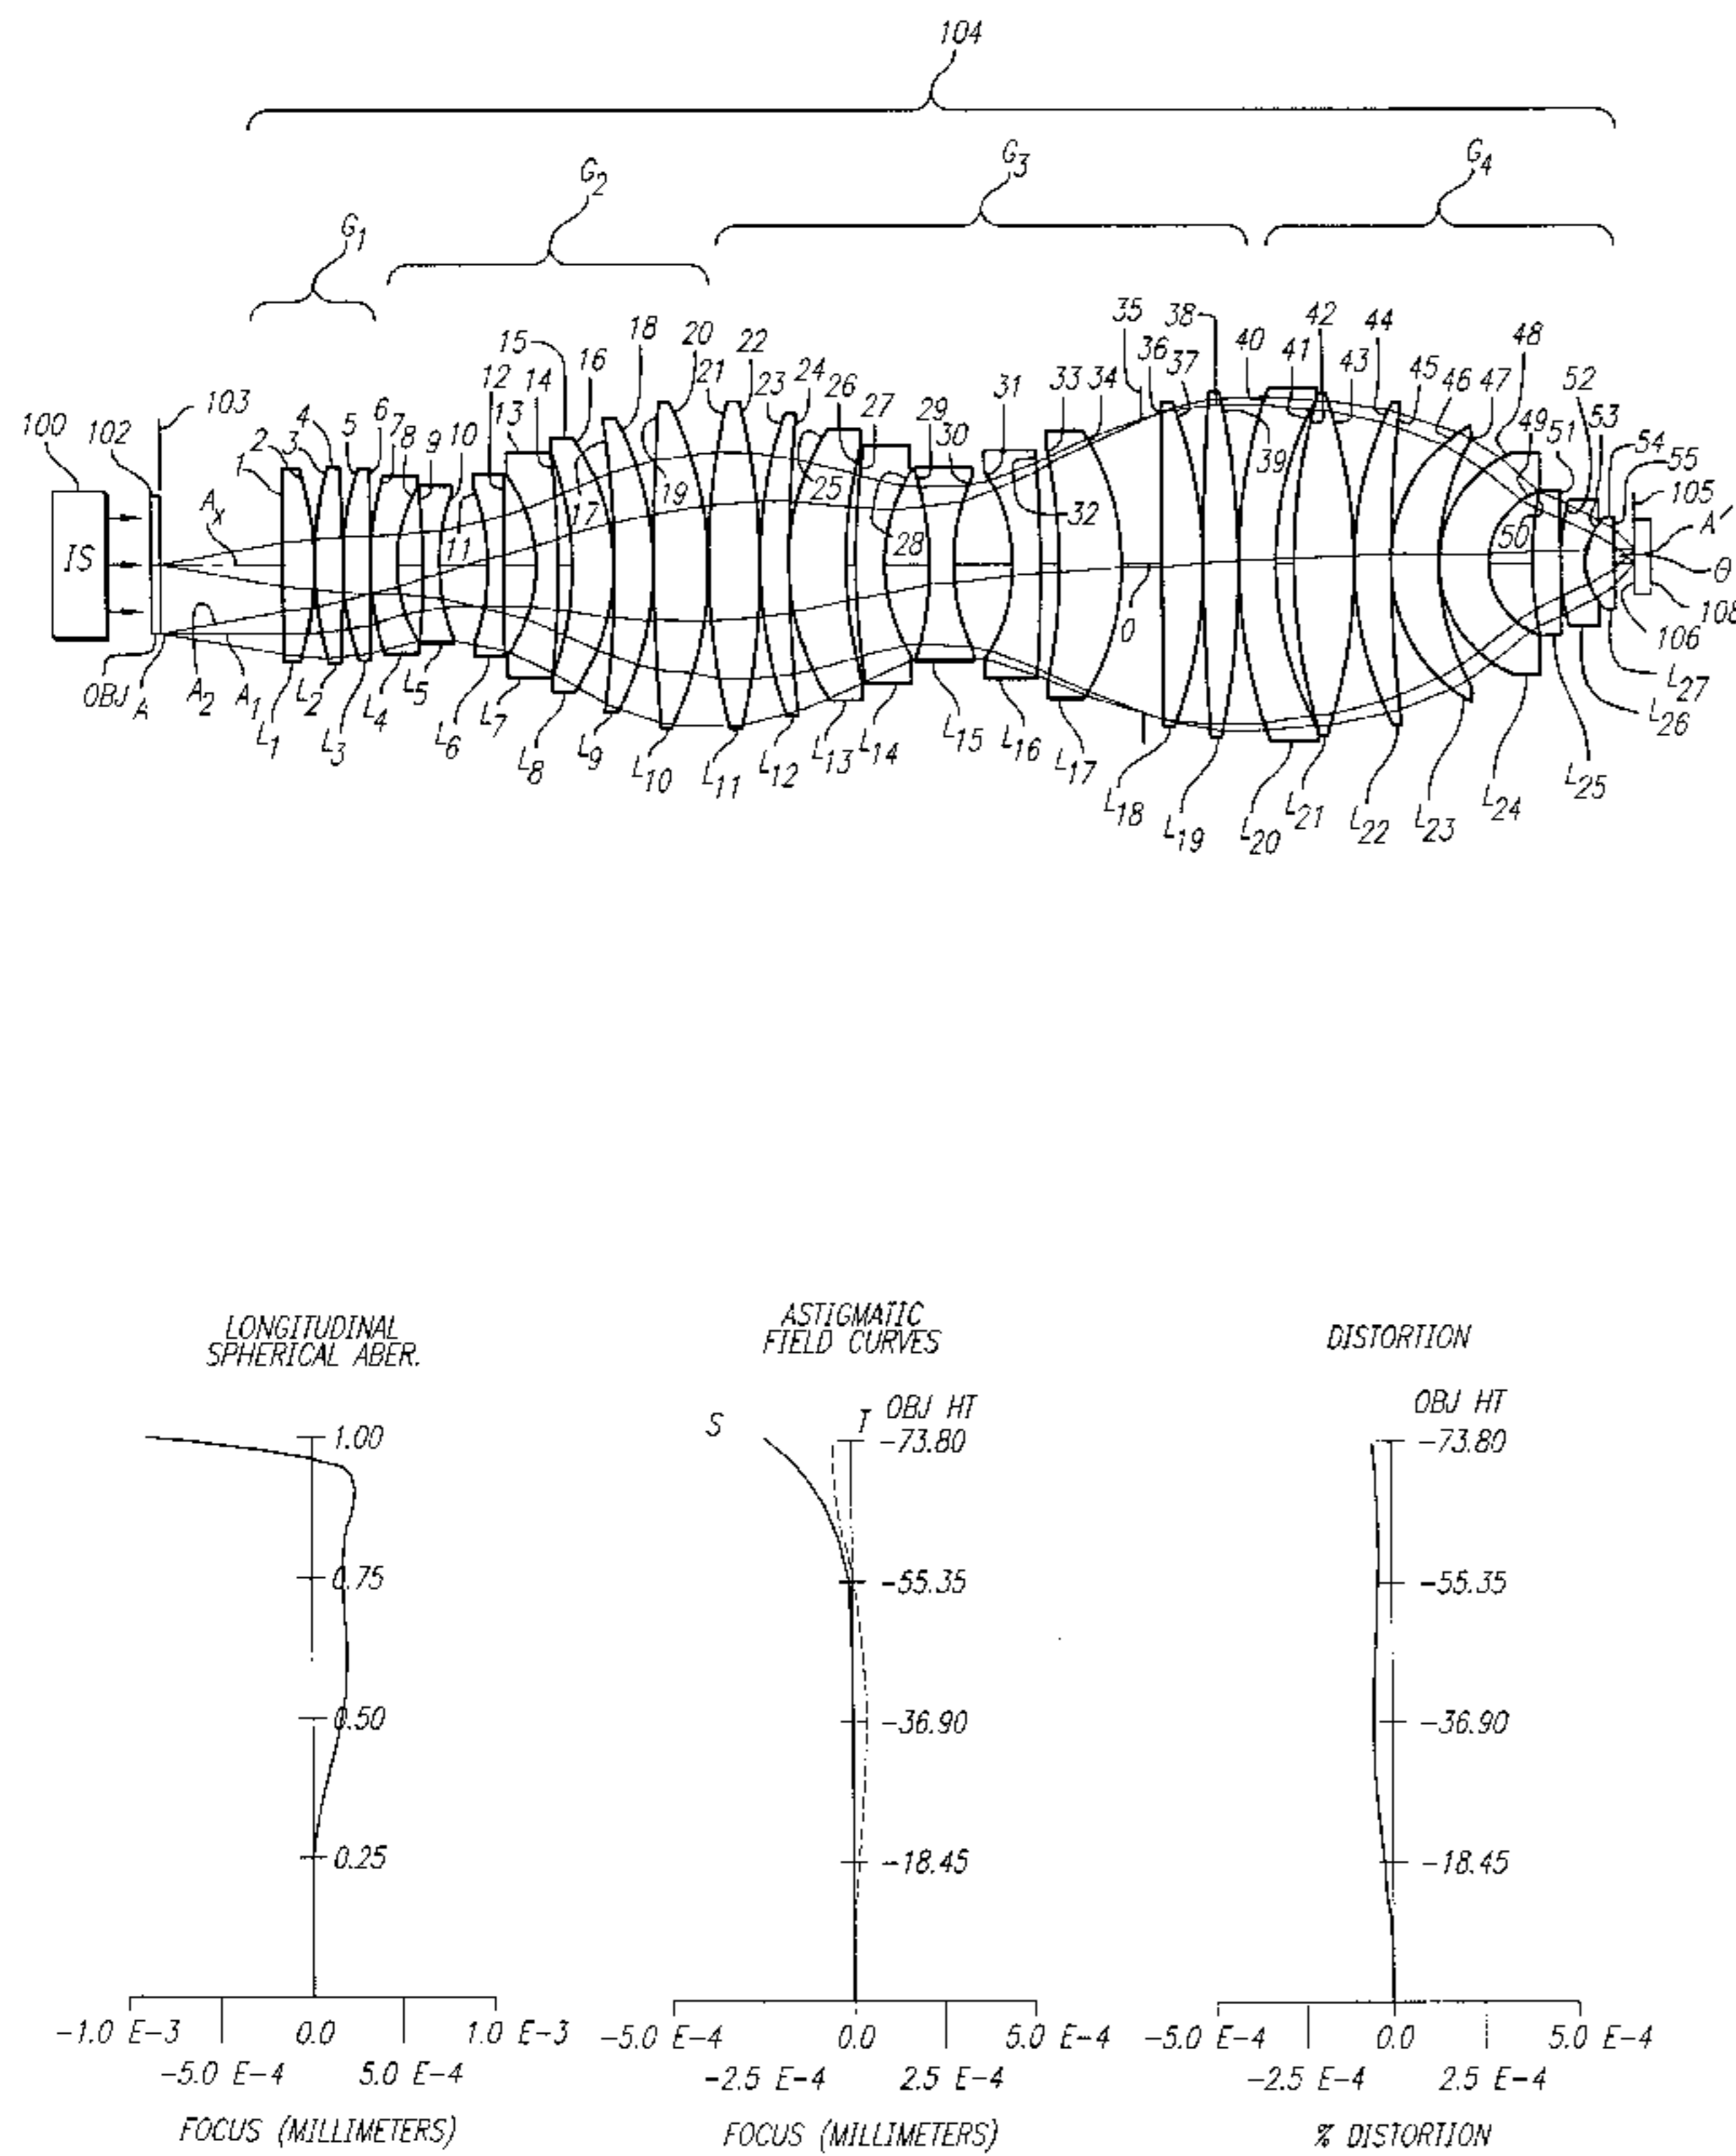 104
G3
G4
G2
G1
35 38 42 44
18 20 22 36 40 41 43 48
15 16 21 24 31 33 34 37 45 46 47
12 14 23 26 27 29 52
4 6 10 13 30 49 51 53
100 102 103 2 3 5 7 8 9 54
1 39 55
Ax 17 19 25 32 105
11 28 50 A'
IS θ
O 108
106
OBJ A A2 A1
L1 L2 L3 L4 L5 L6 L7 L8 L9 L10 L11 L12 L13 L14 L15 L16 L17 L18 L19 L20 L21 L22 L23 L24 L25 L26 L27
LONGITUDINAL
SPHERICAL ABER.
1.00
0.75
0.50
0.25
-1.0 E-3 0.0 1.0 E-3
-5.0 E-4 5.0 E-4
FOCUS (MILLIMETERS)
ASTIGMATIC
FIELD CURVES
S T OBJ HT
-73.80
-55.35
-36.90
-18.45
-5.0 E-4 0.0 5.0 E-4
-2.5 E-4 2.5 E-4
FOCUS (MILLIMETERS)
DISTORTION
OBJ HT
-73.80
-55.35
-36.90
-18.45
-5.0 E-4 0.0 5.0 E-4
-2.5 E-4 2.5 E-4
% DISTORTION